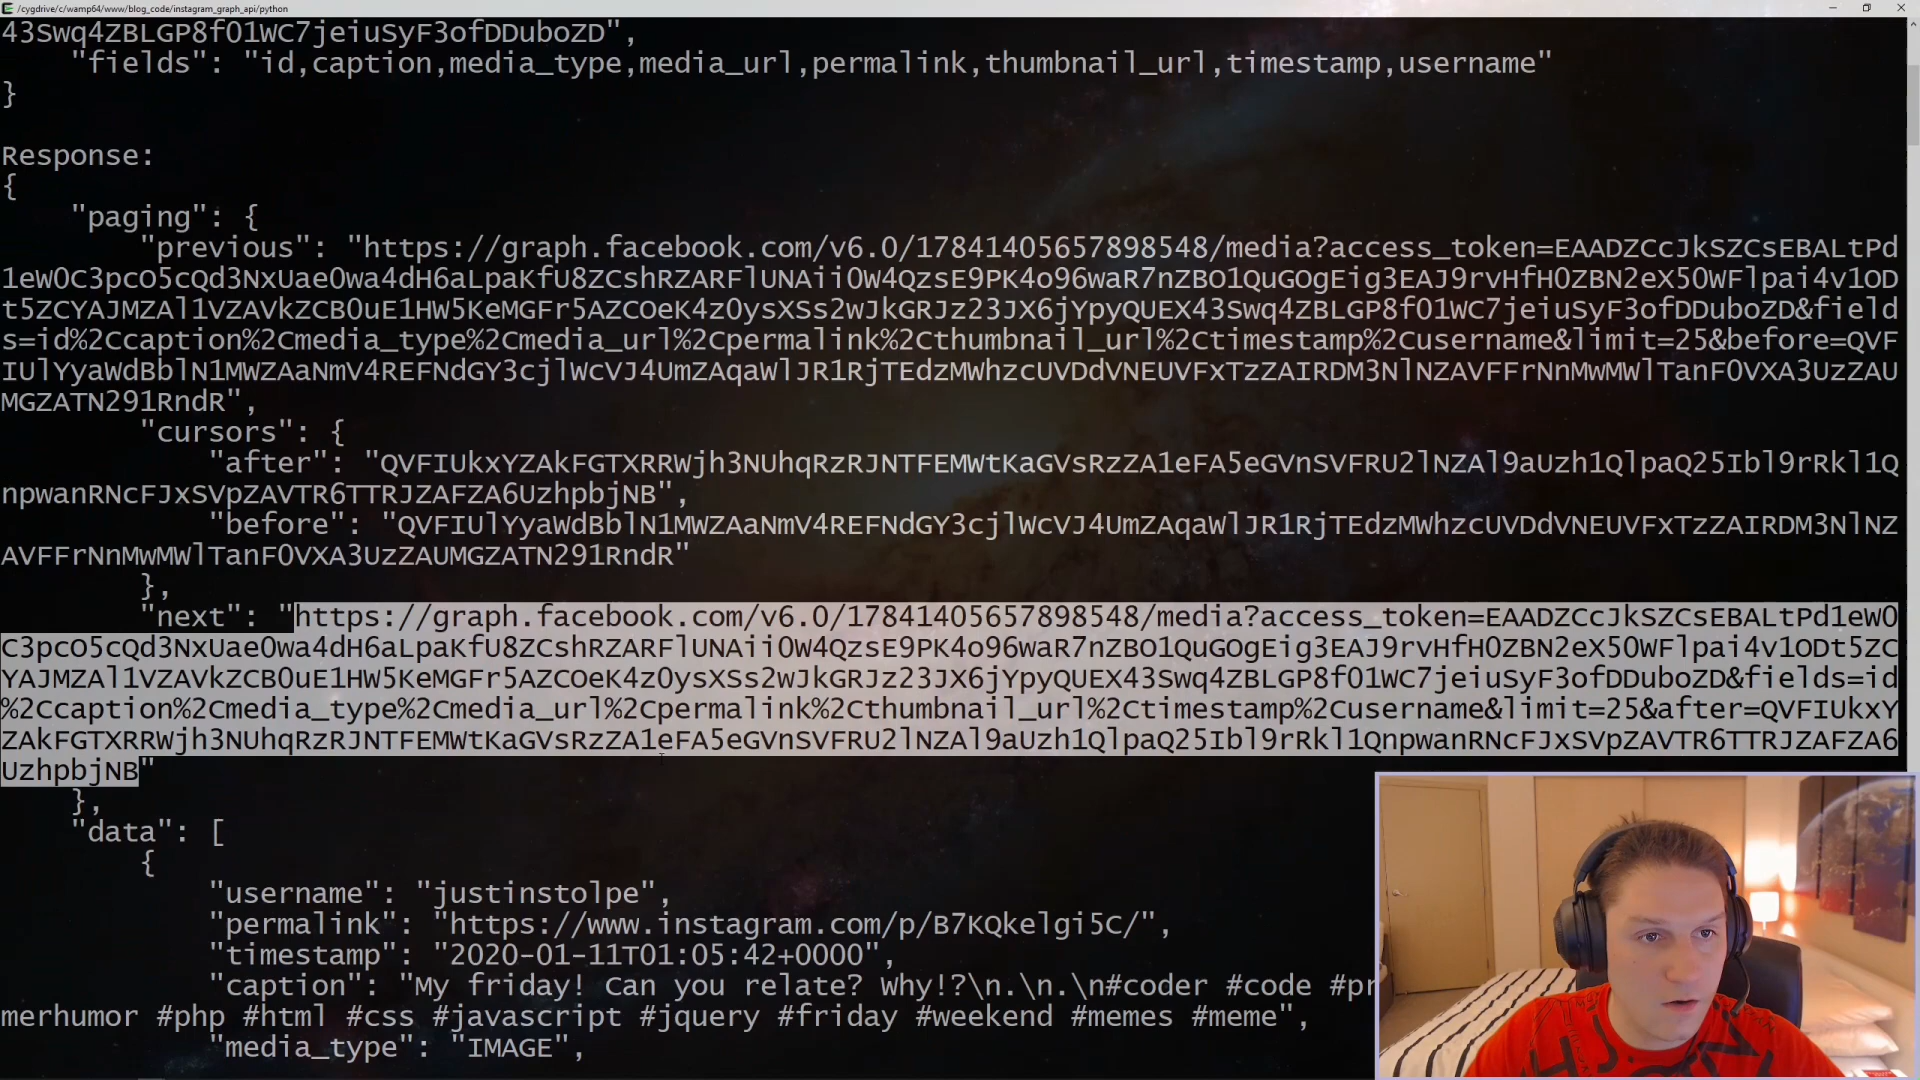 /cygdrive/c/wamp64/www/blog_code/instagram_graph_api/python
43Swq4ZBLGP8fO1WC7jeiuSyF3ofDDuboZD",
"fields": "id,caption,media_type,media_url,permalink,thumbnail_url,timestamp,username"
}
Response:
{
"paging": {
"previous": "https://graph.facebook.com/v6.0/17841405657898548/media?access_token=EAADZCcJkSZCsEBALtPd
1eW0C3pcO5cQd3NxUae0wa4dH6aLpaKfU8ZCshRZARFlUNAii0W4QzsE9PK4o96waR7nZBO1QuGOgEig3EAJ9rvHfH0ZBN2eX50WFlpai4v1ODt
t5ZCYAJMZAl1VZAVkZCB0uE1HW5KeMGFr5AZCOeK4z0ysXSs2wJkGRJz23JX6jYpyQUEX43Swq4ZBLGP8fO1WC7jeiuSyF3ofDDuboZD&field
s=id%2Ccaption%2Cmedia_type%2Cmedia_url%2Cpermalink%2Cthumbnail_url%2Ctimestamp%2Cusername&limit=25&before=QVF
IUlYyaWdBblN1MWZAaNmV4REFNdGY3cjlWcVJ4UmZAqaWlJR1RjTEdzMWhzcUVDdVNEUVFxTzZAIRDM3NlNZAVFFrNnMwMWlTanF0VXA3UzZAU
MGZATN291RndR",
"cursors": {
"after": "QVFIUkxYZAkFGTXRRWjh3NUhqRzRJNTFEMWtKaGVsRzZA1eFA5eGVnSVFRU2lNZAl9aUzh1QlpaQ25Ibl9rRkl1Q
npwanRNcFJxSVpZAVTR6TTRJZAFZA6UzhpbjNB",
"before": "QVFIUlYyaWdBblN1MWZAaNmV4REFNdGY3cjlWcVJ4UmZAqaWlJR1RjTEdzMWhzcUVDdVNEUVFxTzZAIRDM3NlNZ
AVFFrNnMwMWlTanF0VXA3UzZAUMGZATN291RndR"
},
"next": "https://graph.facebook.com/v6.0/17841405657898548/media?access_token=EAADZCcJkSZCsEBALtPd1eW0
C3pcO5cQd3NxUae0wa4dH6aLpaKfU8ZCshRZARFlUNAii0W4QzsE9PK4o96waR7nZBO1QuGOgEig3EAJ9rvHfH0ZBN2eX50WFlpai4v1ODt5ZC
YAJMZAl1VZAVkZCB0uE1HW5KeMGFr5AZCOeK4z0ysXSs2wJkGRJz23JX6jYpyQUEX43Swq4ZBLGP8fO1WC7jeiuSyF3ofDDuboZD&fields=id
%2Ccaption%2Cmedia_type%2Cmedia_url%2Cpermalink%2Cthumbnail_url%2Ctimestamp%2Cusername&limit=25&after=QVFIUkxY
ZAkFGTXRRWjh3NUhqRzRJNTFEMWtKaGVsRzZA1eFA5eGVnSVFRU2lNZAl9aUzh1QlpaQ25Ibl9rRkl1QnpwanRNcFJxSVpZAVTR6TTRJZAFZA6
UzhpbjNB"
},
"data": [
{
"username": "justinstolpe",
"permalink": "https://www.instagram.com/p/B7KQkelgi5C/",
"timestamp": "2020-01-11T01:05:42+0000",
"caption": "My friday! Can you relate? Why!?\n.\n.\n#coder #code #pr
merhumor #php #html #css #javascript #jquery #friday #weekend #memes #meme",
"media_type": "IMAGE",